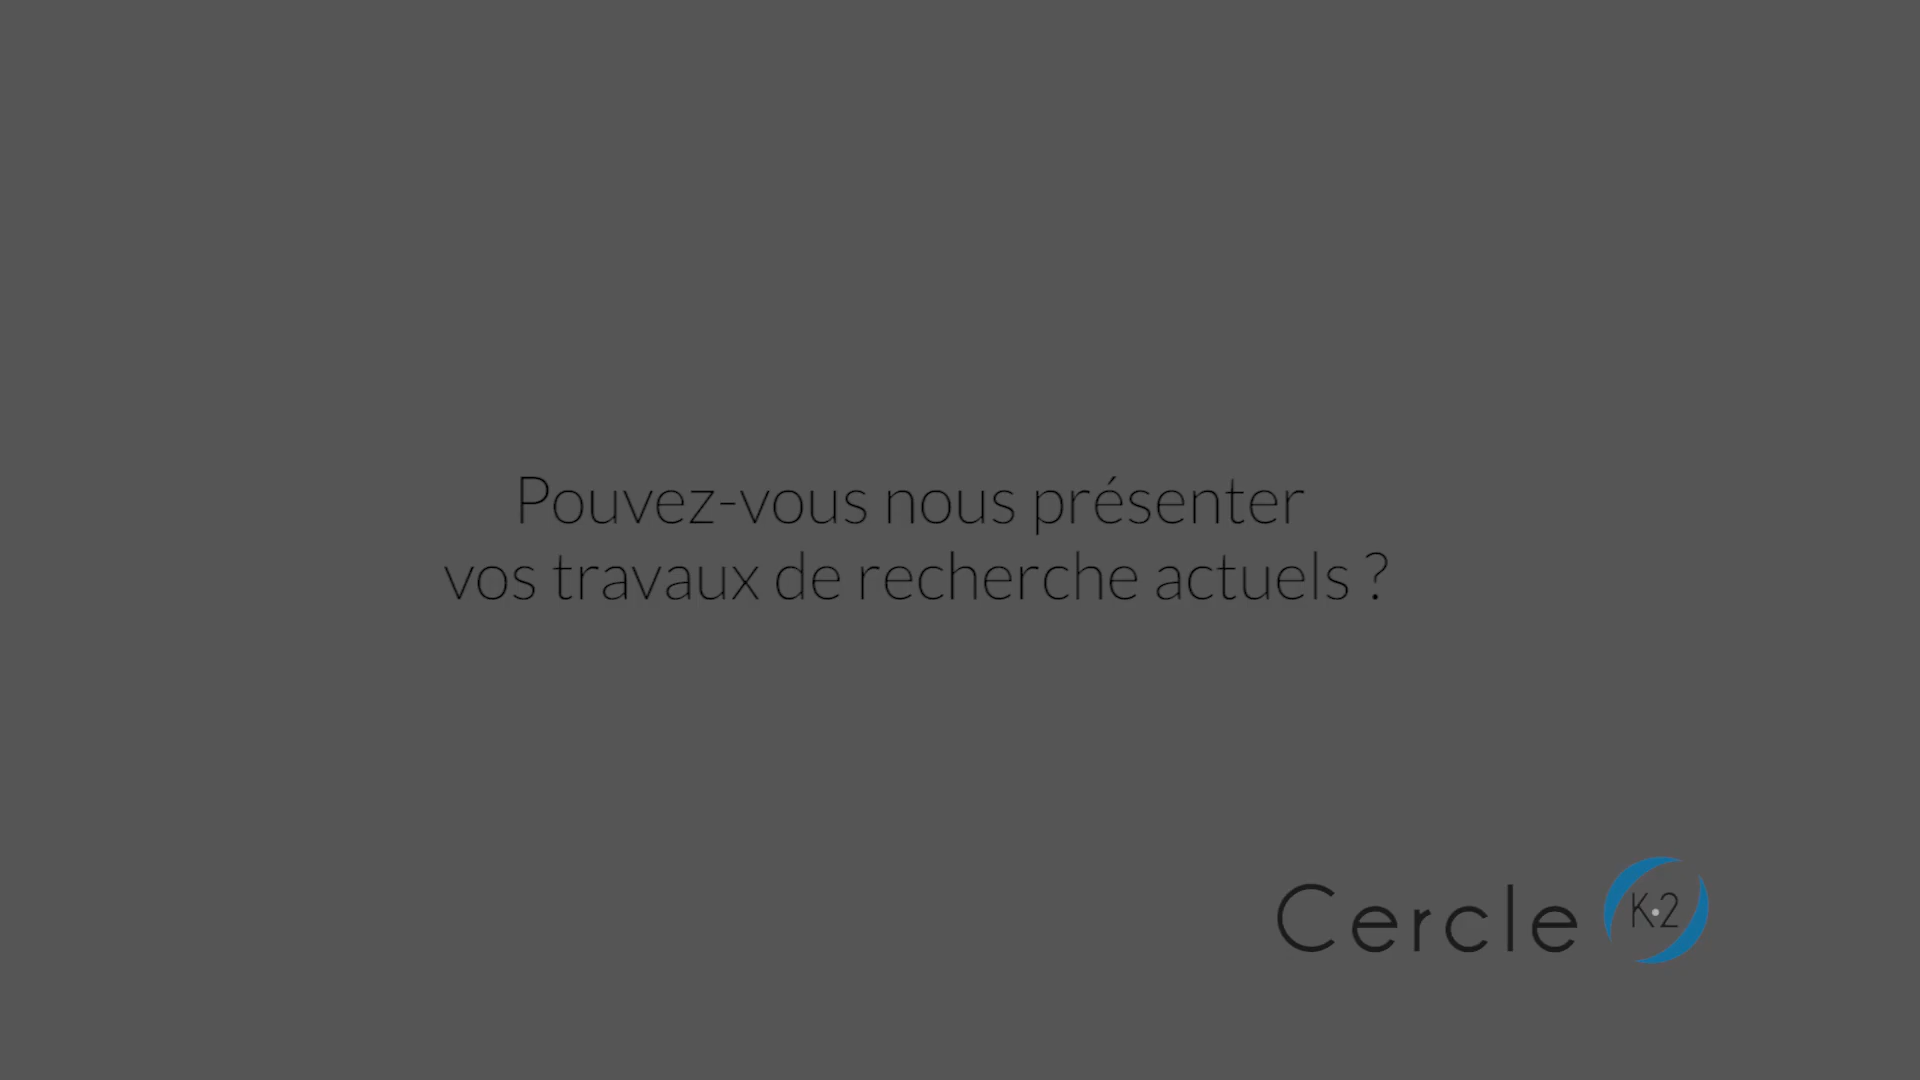 Pouvez-vous nous présenter
vos travaux de recherche actuels ?
Cercle K2